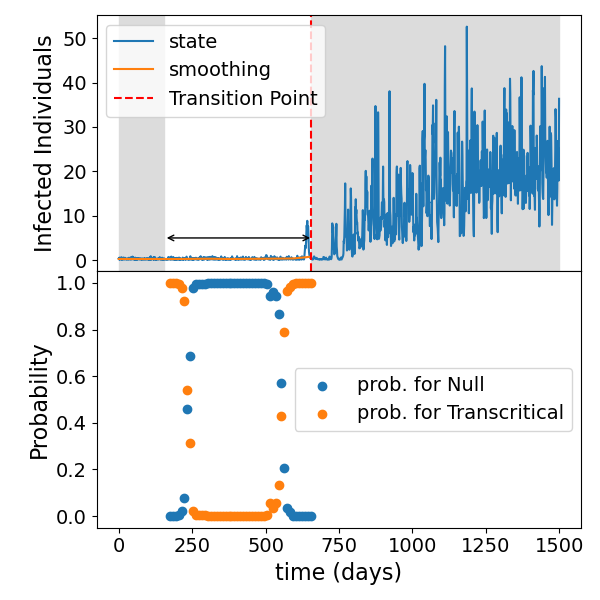 Infected Individuals
50
40
30
20
10
0
state
smoothing
Transition Point
Probability
1.0
0.8
0.6
0.4
0.2
0.0
prob. for Null
prob. for Transcritical
0 250 500 750 1000 1250 1500
time (days)